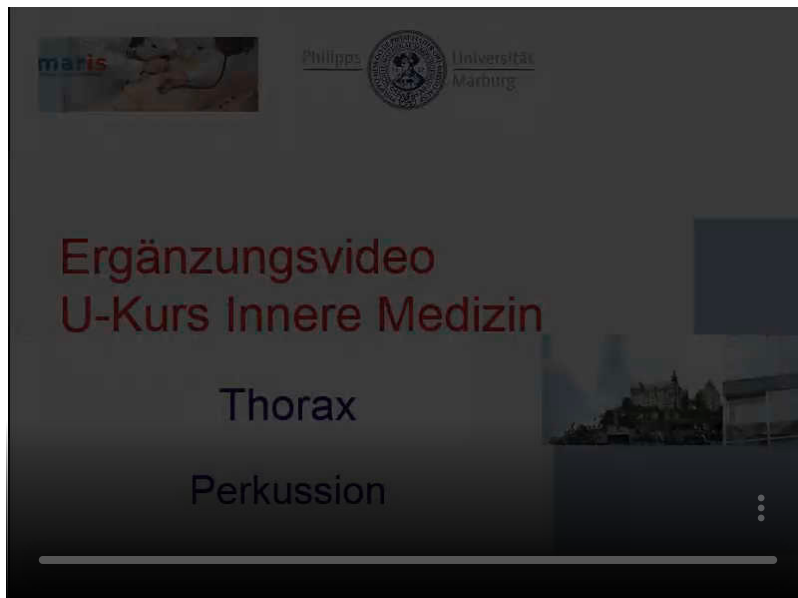 maris
Philipps Universität
Marburg
Ergänzungsvideo
U-Kurs Innere Medizin
Thorax
Perkussion